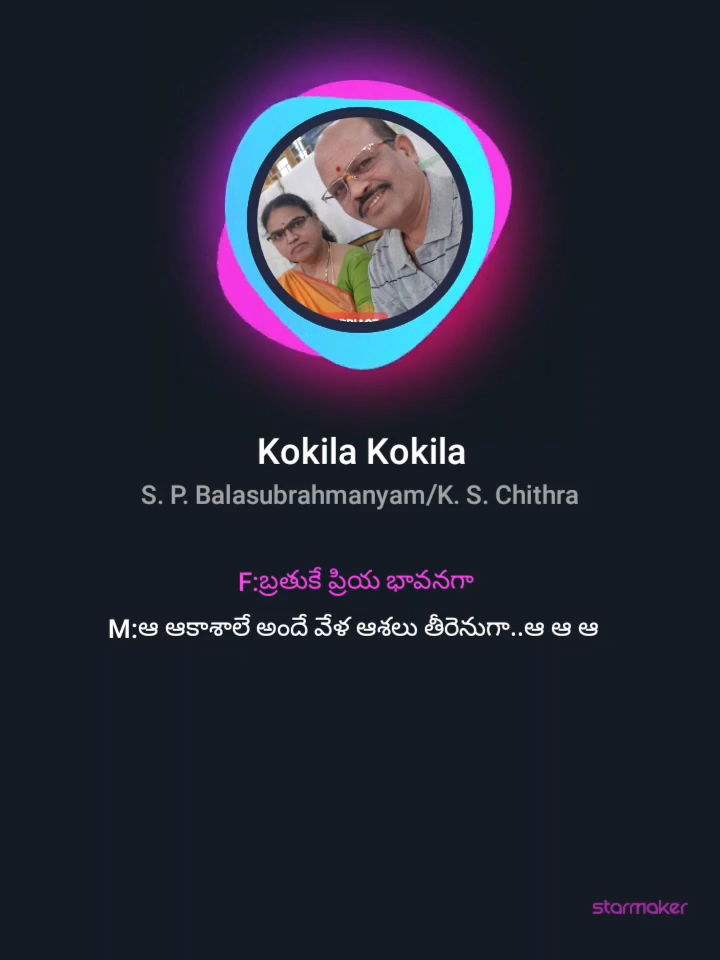 Kokila Kokila
S. P. Balasubrahmanyam/K. S. Chithra
F:బ్రతుకే ప్రియ భావనగా
M:ఆ ఆకాశాలే అందే వేళ ఆశలు తీరెనుగా..ఆ ఆ ఆ
starmaker